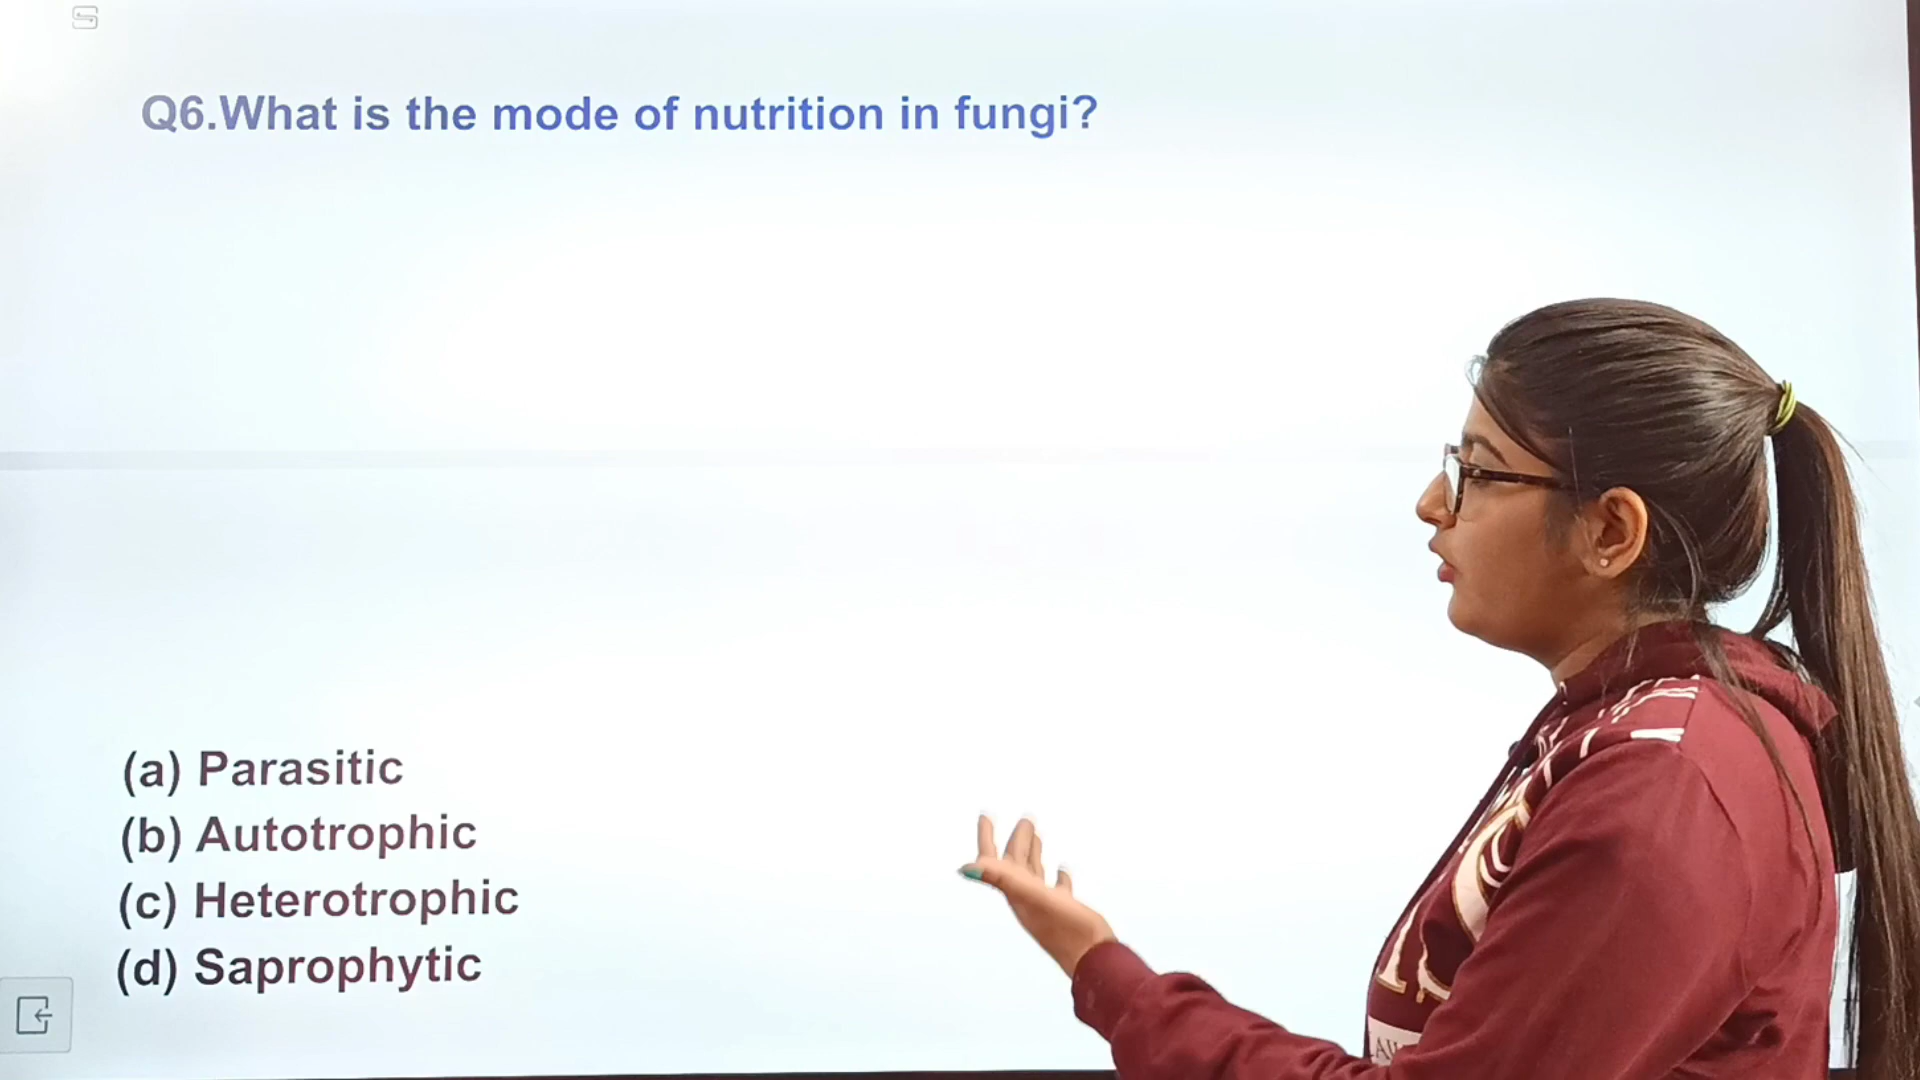 Q6.What is the mode of nutrition in fungi?
(a) Parasitic
(b) Autotrophic
(c) Heterotrophic
(d) Saprophytic